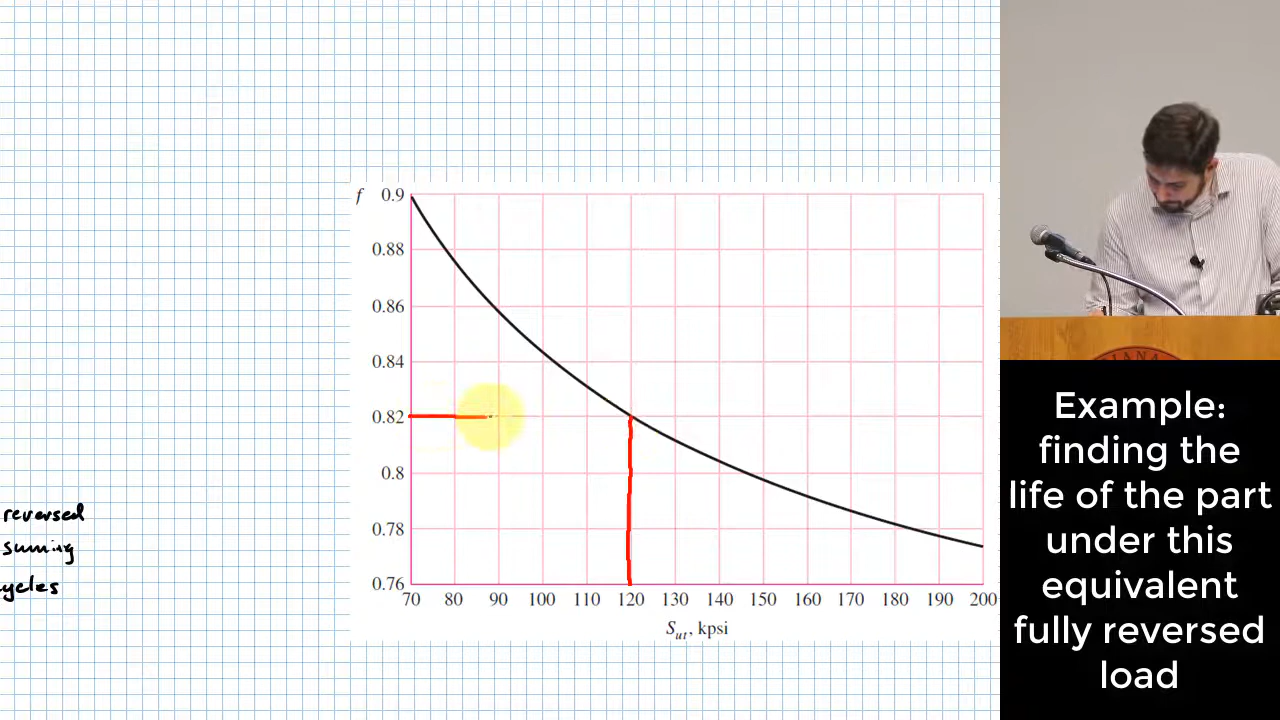 f 0.9
0.88
0.86
0.84
0.82
0.8
0.78
0.76
70 80 90 100 110 120 130 140 150 160 170 180 190 200
S_ut, kpsi
reversed
suming
ycles
Example:
finding the
life of the part
under this
equivalent
fully reversed
load